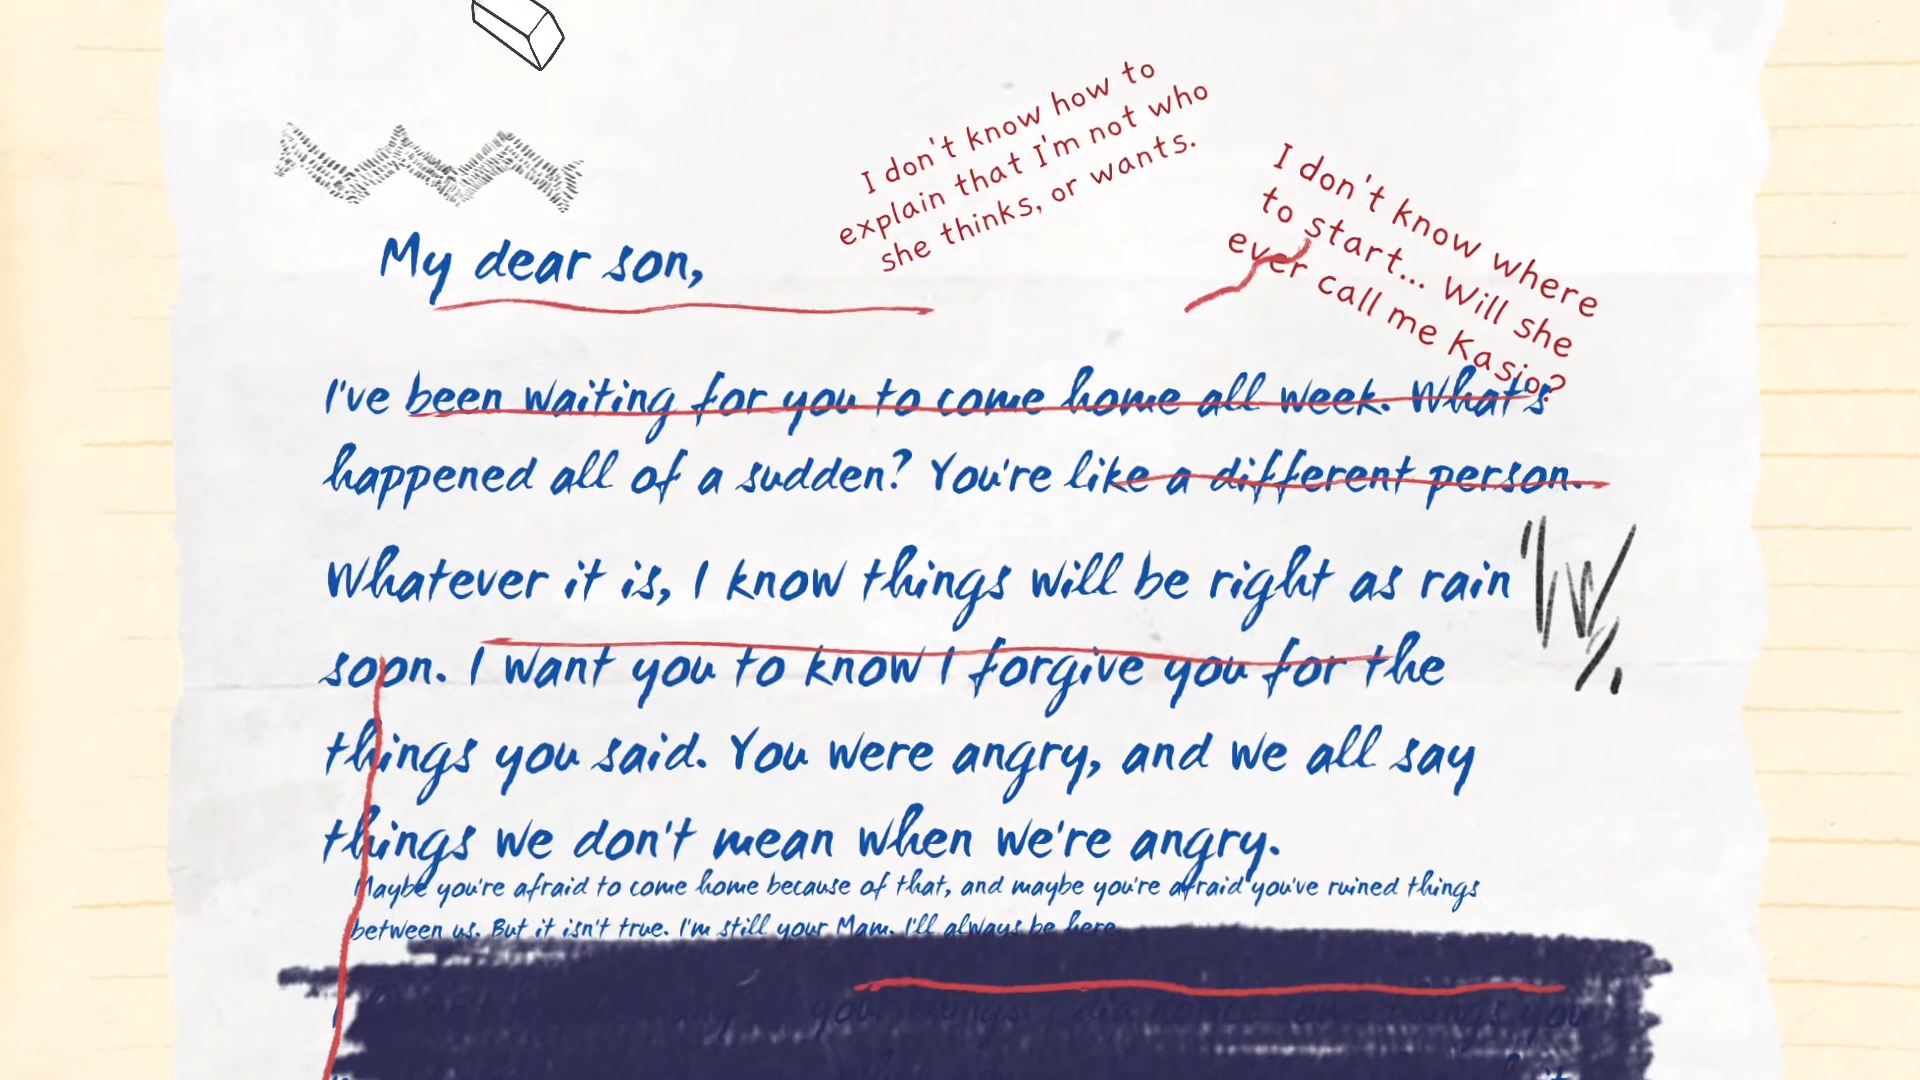 I don't know how to
explain that I'm not who
she thinks, or wants.
I don't know where
to start... Will she
ever call me Kasio?
My dear son,
I've been waiting for you to come home all week. What's
happened all of a sudden? You're like a different person.
Whatever it is, I know things will be right as rain
soon. I want you to know I forgive you for the
things you said. You were angry, and we all say
things we don't mean when we're angry.
Maybe you're afraid to come home because of that, and maybe you're afraid you've ruined things
between us. But it isn't true. I'm still your Mam. I'll always be here
things you